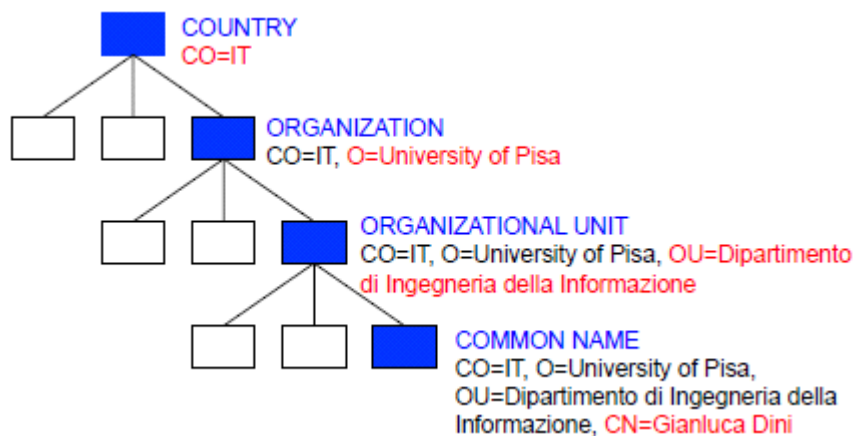 COUNTRY
CO=IT
ORGANIZATION
CO=IT, O=University of Pisa
ORGANIZATIONAL UNIT
CO=IT, O=University of Pisa, OU=Dipartimento
di Ingegneria della Informazione
COMMON NAME
CO=IT, O=University of Pisa,
OU=Dipartimento di Ingegneria della
Informazione, CN=Gianluca Dini